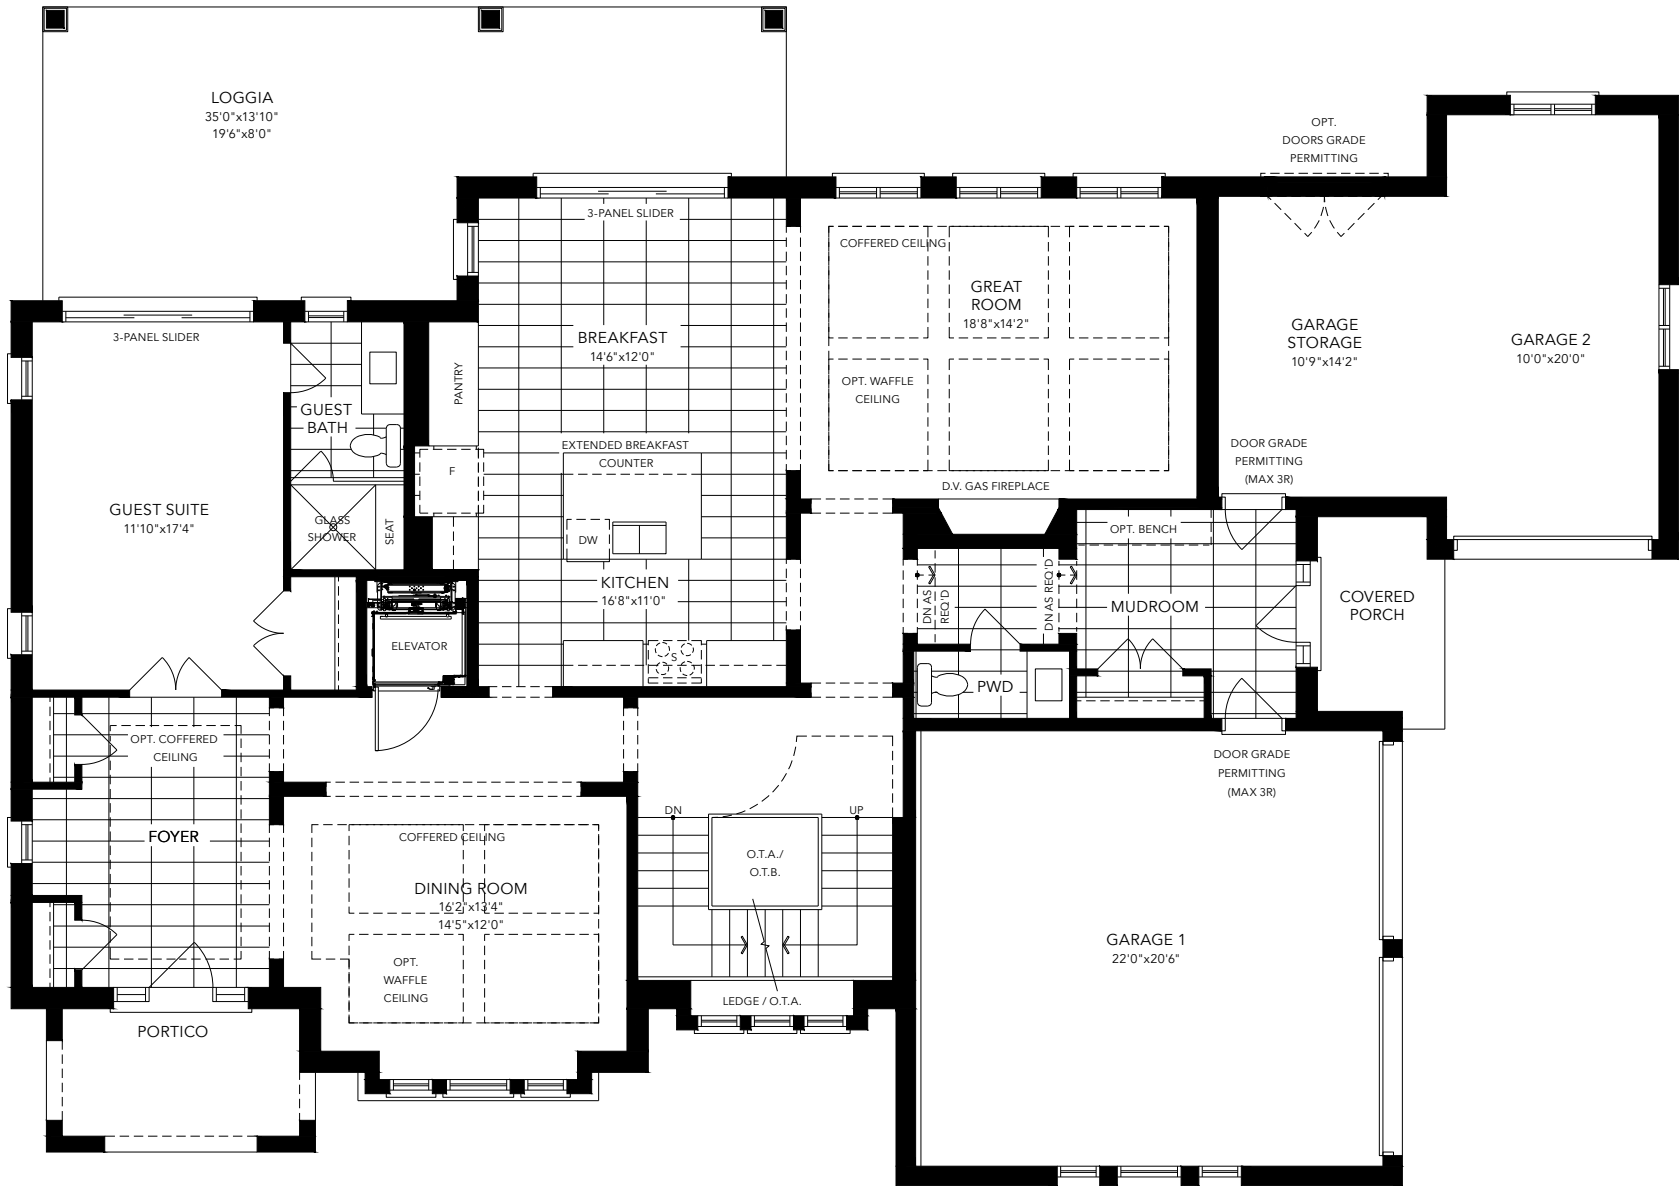 LOGGIA
35'0"x13'10"
19'6"x8'0"
OPT.
DOORS GRADE
PERMITTING
3-PANEL SLIDER
COFFERED CEILING
GREAT
ROOM
18'8"x14'2"
OPT. WAFFLE
CEILING
D.V. GAS FIREPLACE
GARAGE
STORAGE
10'9"x14'2"
GARAGE 2
10'0"x20'0"
BREAKFAST
14'6"x12'0"
3-PANEL SLIDER
PANTRY
GUEST
BATH
EXTENDED BREAKFAST
COUNTER
F
DOOR GRADE
PERMITTING
(MAX 3R)
GUEST SUITE
11'10"x17'4"
GLASS
SHOWER
SEAT
DW
OPT. BENCH
KITCHEN
16'8"x11'0"
S
DN AS
REQ'D
DN AS REQ'D
MUDROOM
COVERED
PORCH
ELEVATOR
PWD
OPT. COFFERED
CEILING
DOOR GRADE
PERMITTING
(MAX 3R)
FOYER
COFFERED CEILING
DINING ROOM
16'2"x13'4"
14'5"x12'0"
OPT.
WAFFLE
CEILING
DN
UP
O.T.A./
O.T.B.
LEDGE / O.T.A.
GARAGE 1
22'0"x20'6"
PORTICO